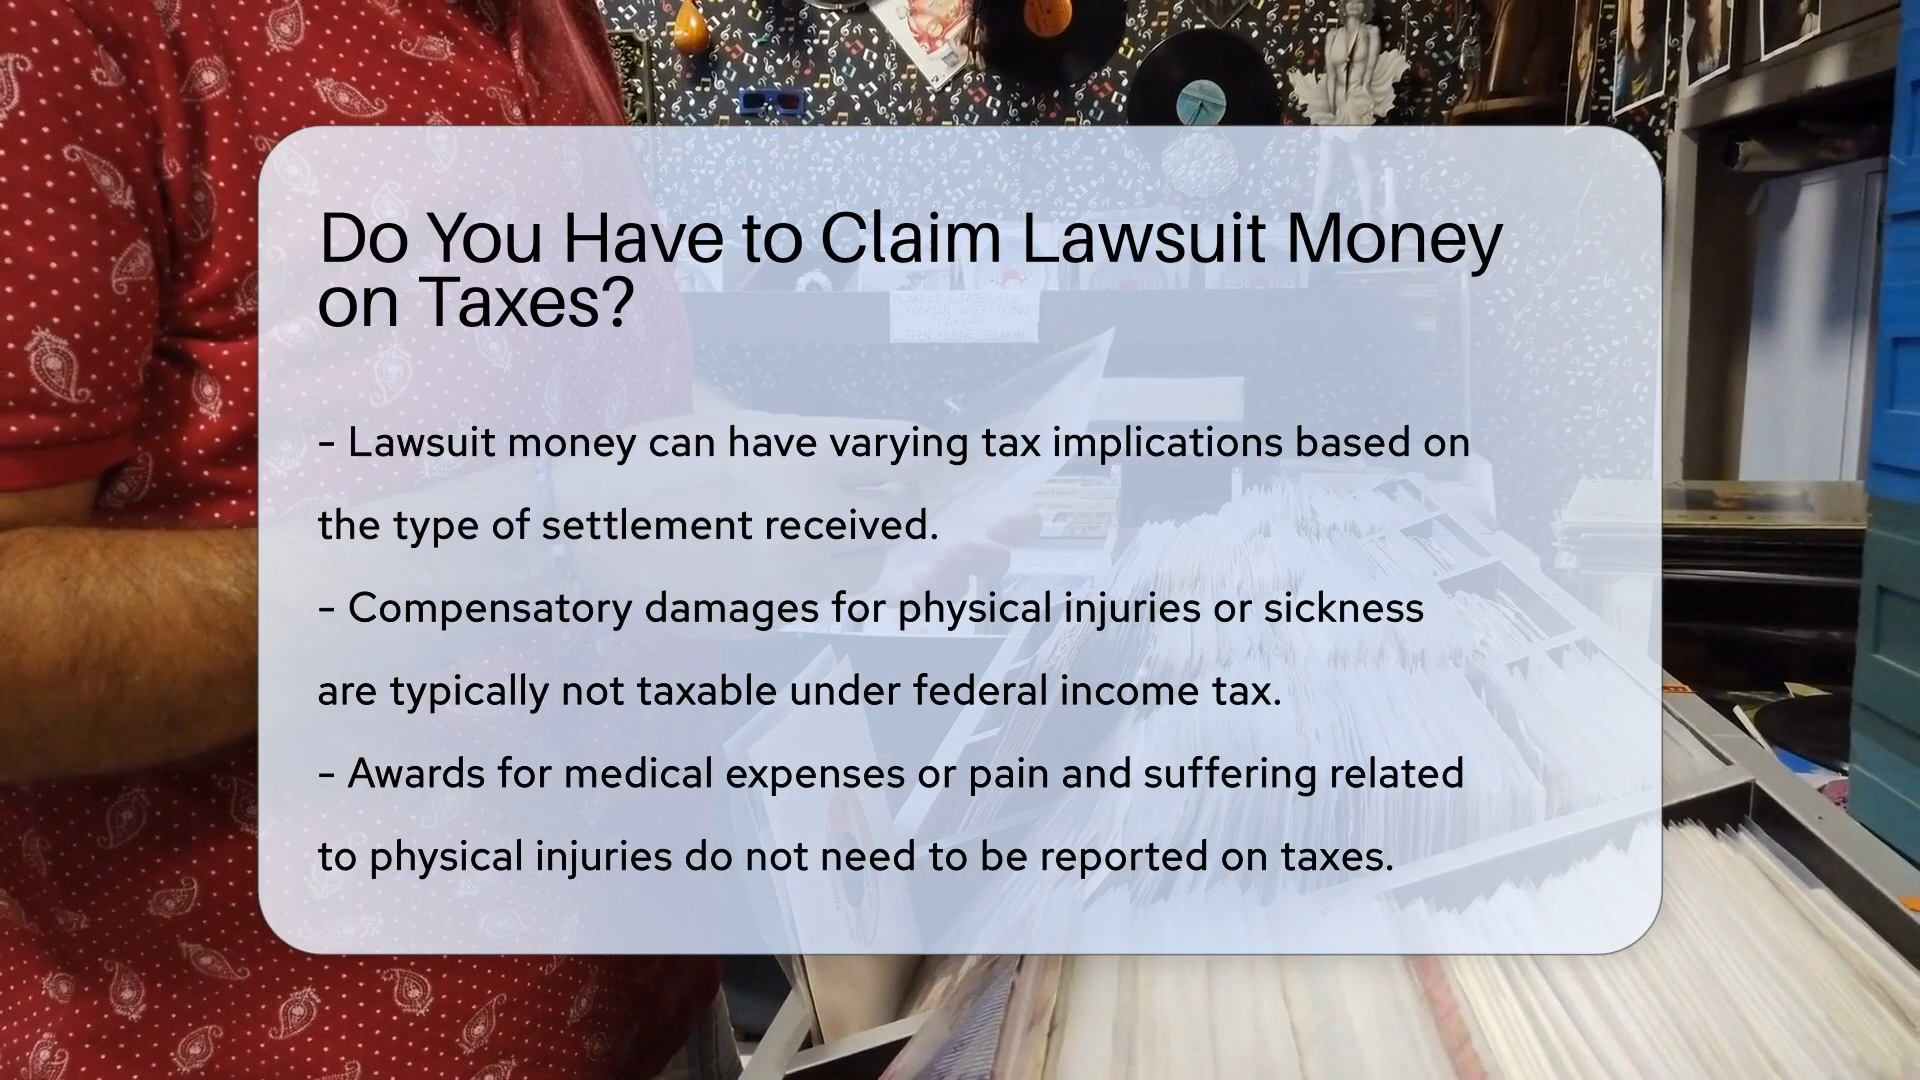 Do You Have to Claim Lawsuit Money
on Taxes?
PLAKLAR ALFABETİKTİR
– Lawsuit money can have varying tax implications based on
the type of settlement received.
– Compensatory damages for physical injuries or sickness
are typically not taxable under federal income tax.
– Awards for medical expenses or pain and suffering related
to physical injuries do not need to be reported on taxes.